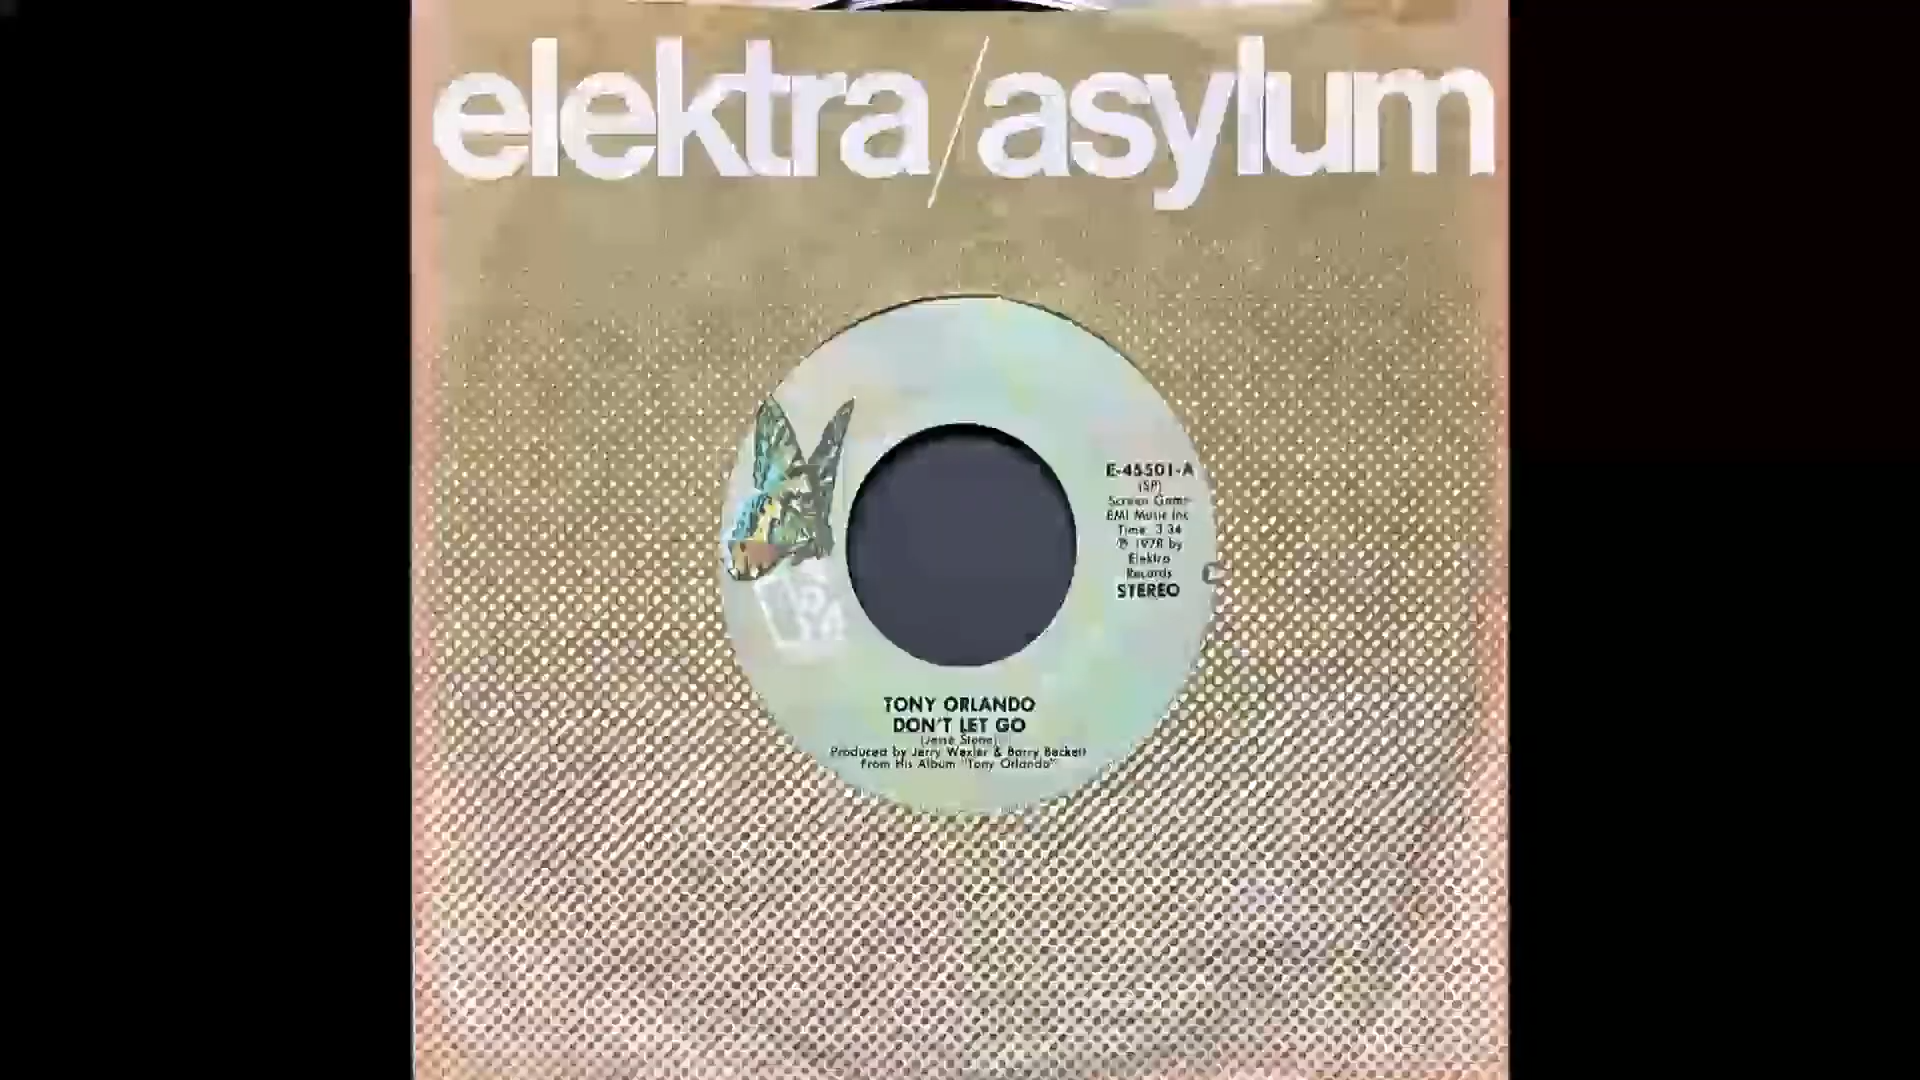 elektra/asylum
E-45501-A
(SP)
Screen Gems-
EMI Music Inc
Time: 3:34
℗ 1978 by
Elektra
Records
STEREO
TONY ORLANDO
DON'T LET GO
(Jesse Stone)
Produced by Jerry Wexler & Barry Beckett
From His Album "Tony Orlando"